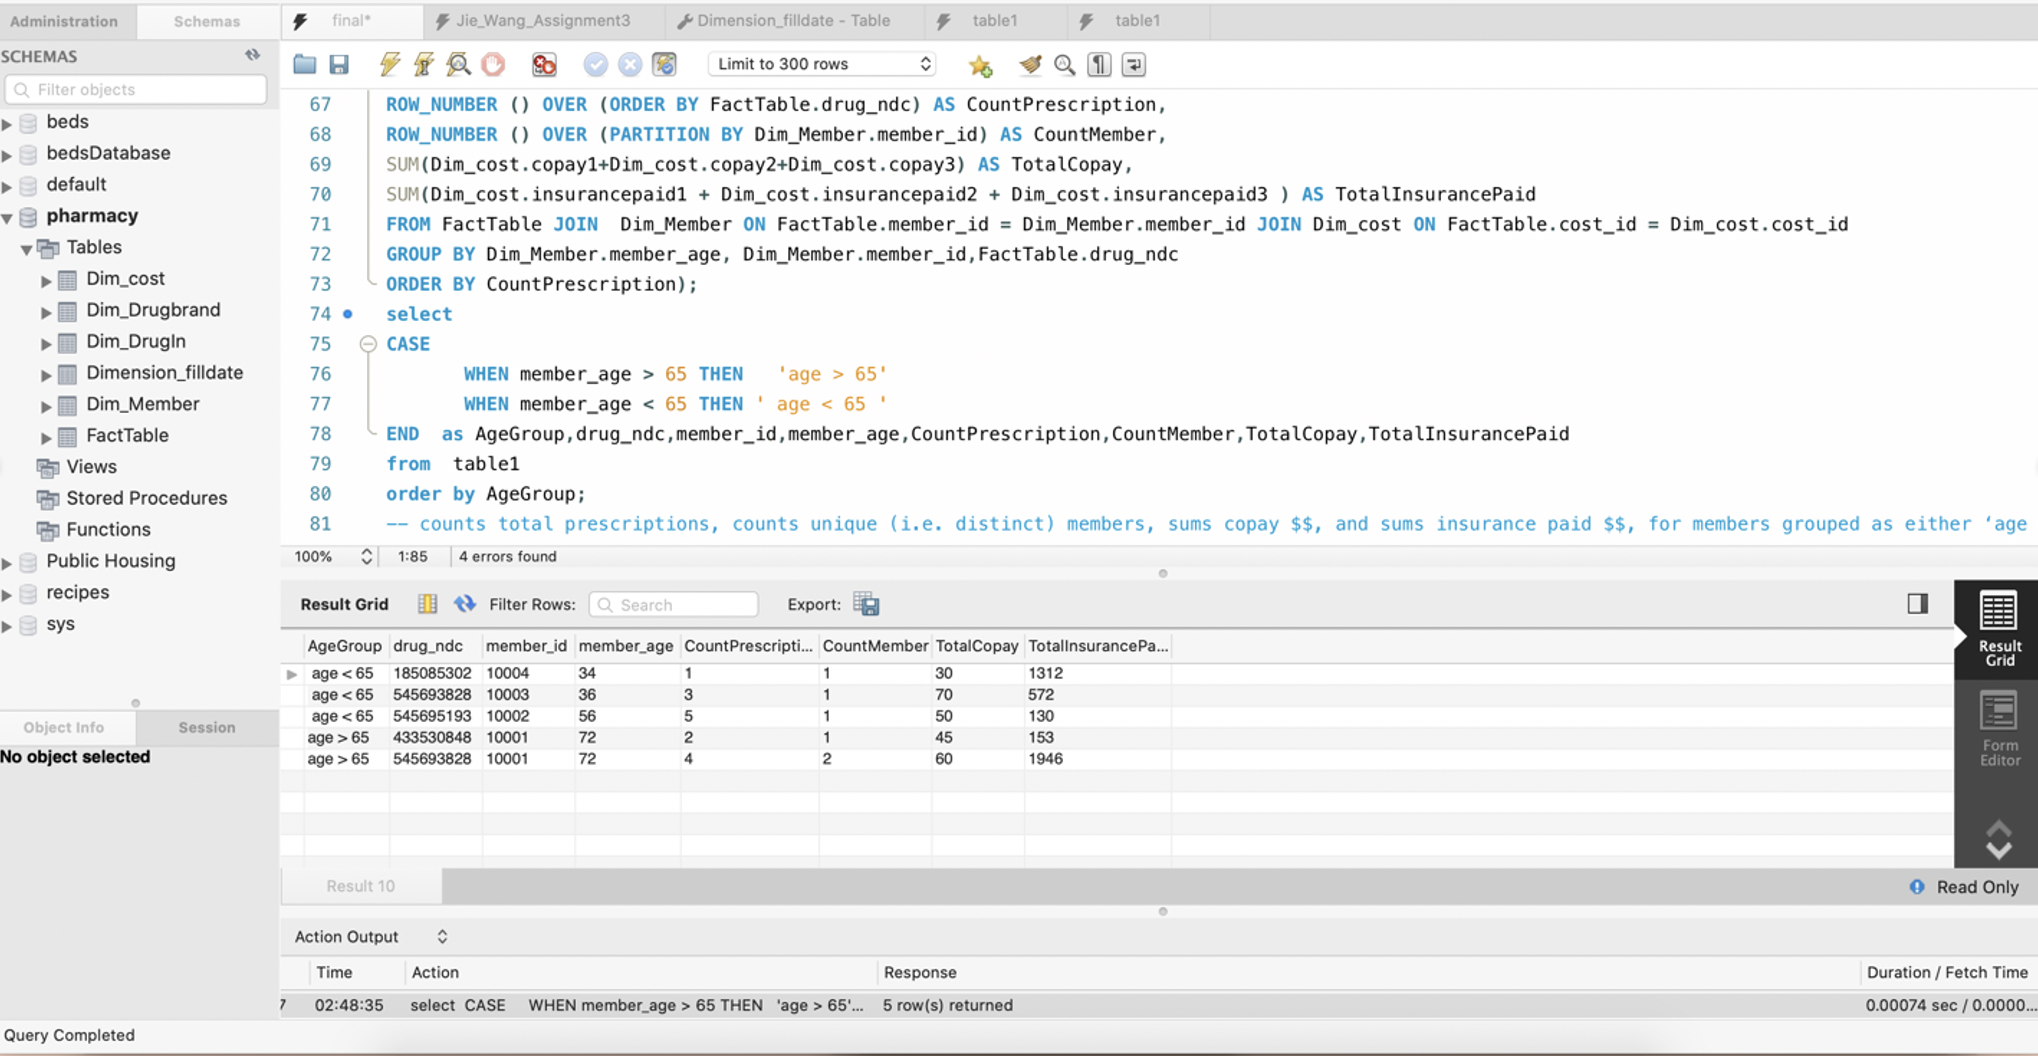 Administration
Schemas
final*
Jie_Wang_Assignment3
Dimension_filldate - Table
table1
table1
SCHEMAS
Filter objects
Limit to 300 rows
beds
bedsDatabase
default
pharmacy
Tables
Dim_cost
Dim_Drugbrand
Dim_DrugIn
Dimension_filldate
Dim_Member
FactTable
Views
Stored Procedures
Functions
Public Housing
recipes
sys
Object Info
Session
No object selected
67 ROW_NUMBER () OVER (ORDER BY FactTable.drug_ndc) AS CountPrescription,
68 ROW_NUMBER () OVER (PARTITION BY Dim_Member.member_id) AS CountMember,
69 SUM(Dim_cost.copay1+Dim_cost.copay2+Dim_cost.copay3) AS TotalCopay,
70 SUM(Dim_cost.insurancepaid1 + Dim_cost.insurancepaid2 + Dim_cost.insurancepaid3 ) AS TotalInsurancePaid
71 FROM FactTable JOIN  Dim_Member ON FactTable.member_id = Dim_Member.member_id JOIN Dim_cost ON FactTable.cost_id = Dim_cost.cost_id
72 GROUP BY Dim_Member.member_age, Dim_Member.member_id,FactTable.drug_ndc
73 ORDER BY CountPrescription);
74 select
75 CASE
76 WHEN member_age > 65 THEN   'age > 65'
77 WHEN member_age < 65 THEN ' age < 65 '
78 END  as AgeGroup,drug_ndc,member_id,member_age,CountPrescription,CountMember,TotalCopay,TotalInsurancePaid
79 from  table1
80 order by AgeGroup;
81 -- counts total prescriptions, counts unique (i.e. distinct) members, sums copay $$, and sums insurance paid $$, for members grouped as either ‘age
100% 1:85 4 errors found
Result Grid Filter Rows: Search Export:
AgeGroup drug_ndc member_id member_age CountPrescripti... CountMember TotalCopay TotalInsurancePa...
age < 65 185085302 10004 34 1 1 30 1312
age < 65 545693828 10003 36 3 1 70 572
age < 65 545695193 10002 56 5 1 50 130
age > 65 433530848 10001 72 2 1 45 153
age > 65 545693828 10001 72 4 2 60 1946
Result
Grid
Form
Editor
Result 10
Read Only
Action Output
Time Action Response Duration / Fetch Time
7 02:48:35 select CASE WHEN member_age > 65 THEN 'age > 65'... 5 row(s) returned 0.00074 sec / 0.0000...
Query Completed